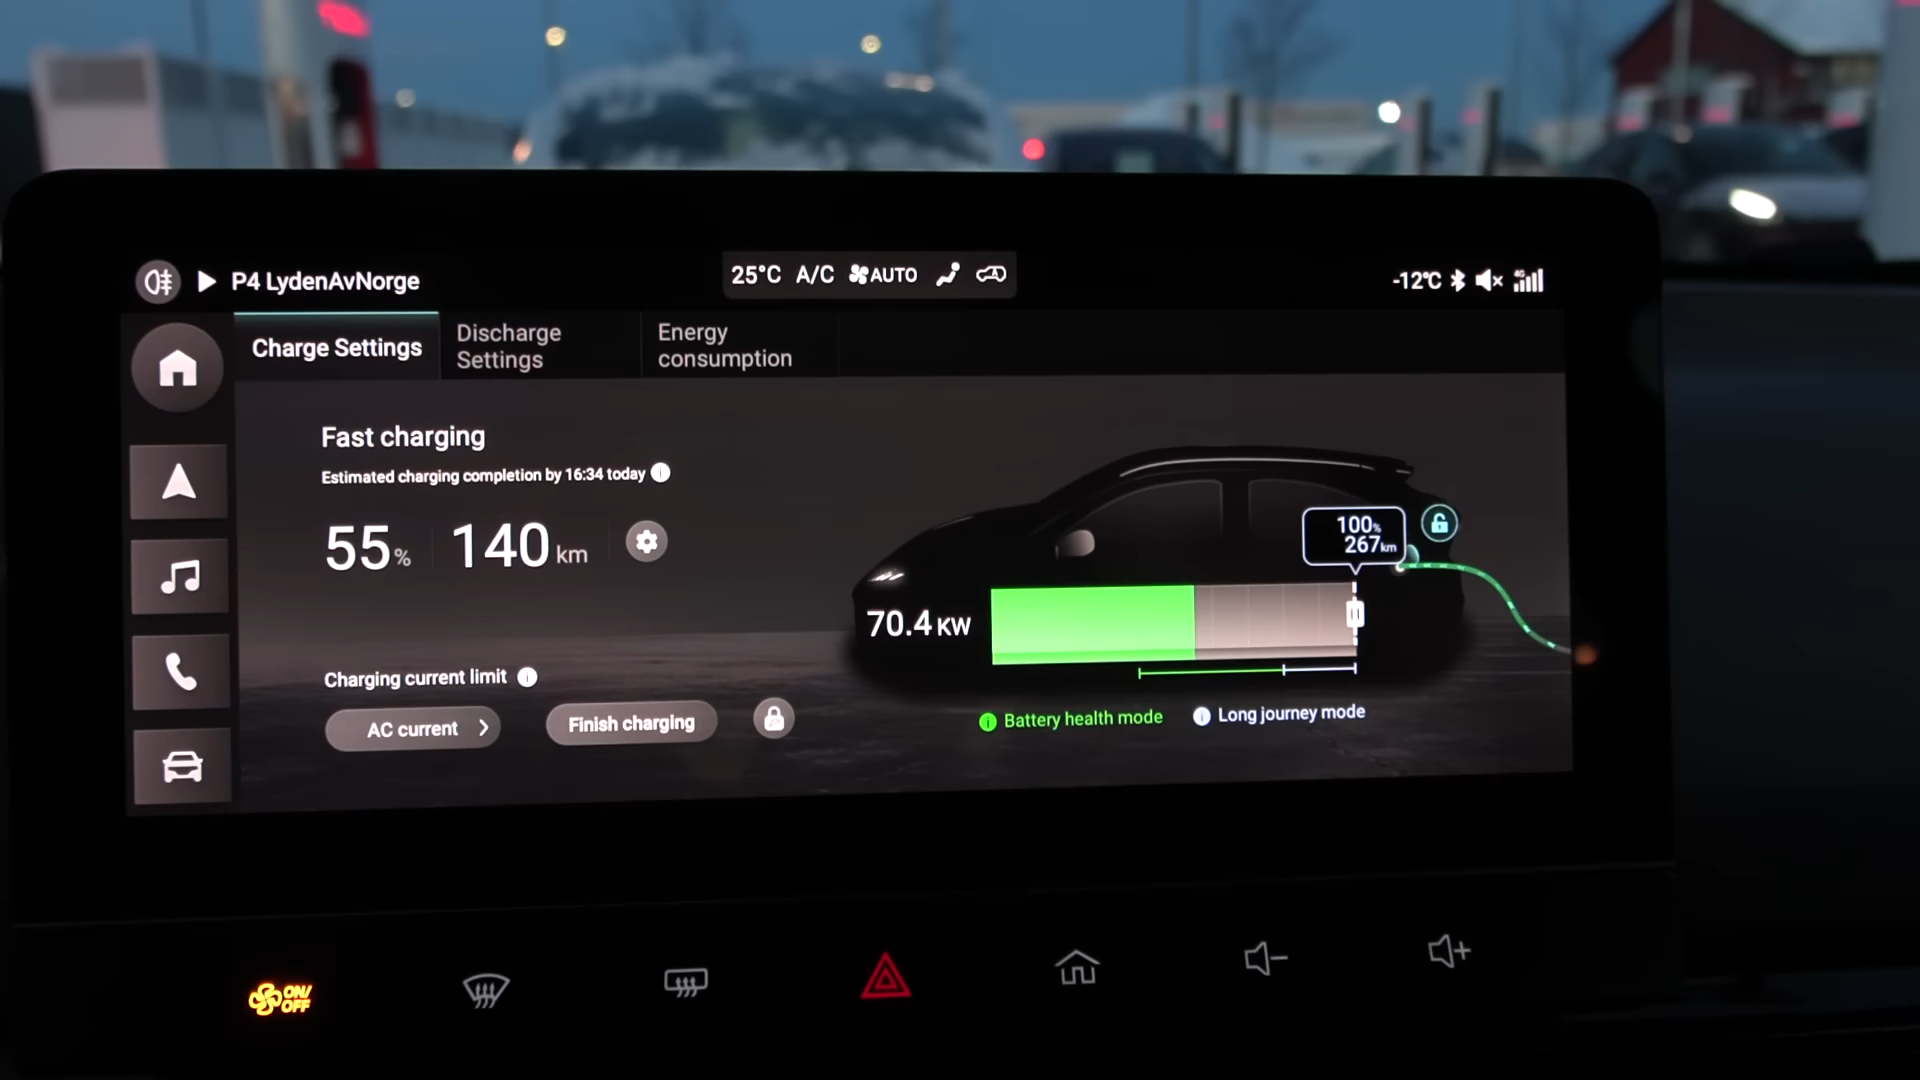 P4 LydenAvNorge
25°C A/C AUTO
-12°C 4G
Charge Settings
Discharge
Settings
Energy
consumption
Fast charging
Estimated charging completion by 16:34 today
55% 140 km
100%
267km
70.4 KW
Charging current limit
AC current
Finish charging
Battery health mode
Long journey mode
ON/
OFF